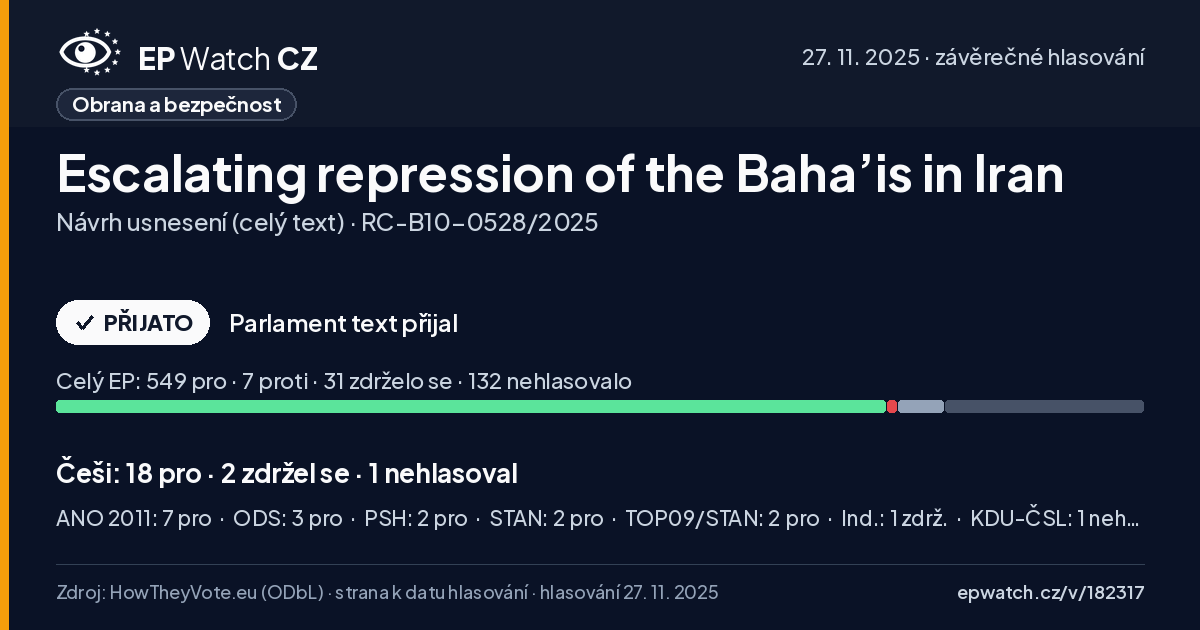 EP Watch CZ
27. 11. 2025 · závěrečné hlasování
Obrana a bezpečnost
Escalating repression of the Baha’is in Iran
Návrh usnesení (celý text) · RC-B10-0528/2025
✓ PŘIJATO
Parlament text přijal
Celý EP: 549 pro · 7 proti · 31 zdrželo se · 132 nehlasovalo
Češi: 18 pro · 2 zdržel se · 1 nehlasoval
ANO 2011: 7 pro · ODS: 3 pro · PSH: 2 pro · STAN: 2 pro · TOP09/STAN: 2 pro · Ind.: 1 zdrž. · KDU-ČSL: 1 neh…
Zdroj: HowTheyVote.eu (ODbL) · strana k datu hlasování · hlasování 27. 11. 2025
epwatch.cz/v/182317